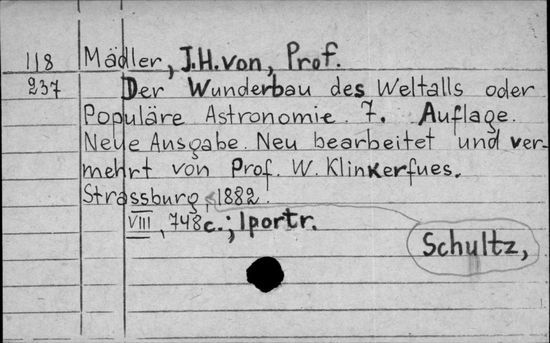 118 Mädler, J.H. von, Prof.
237 Der Wunderbau des Weltalls oder
Populäre Astronomie. 7. Auflage.
Neue Ausgabe. Neu bearbeitet und ver-
mehrt von Prof. W. Klinkerfues.
Strassburg, 1882.
VIII, 748 c.; 1 portr.
Schultz,